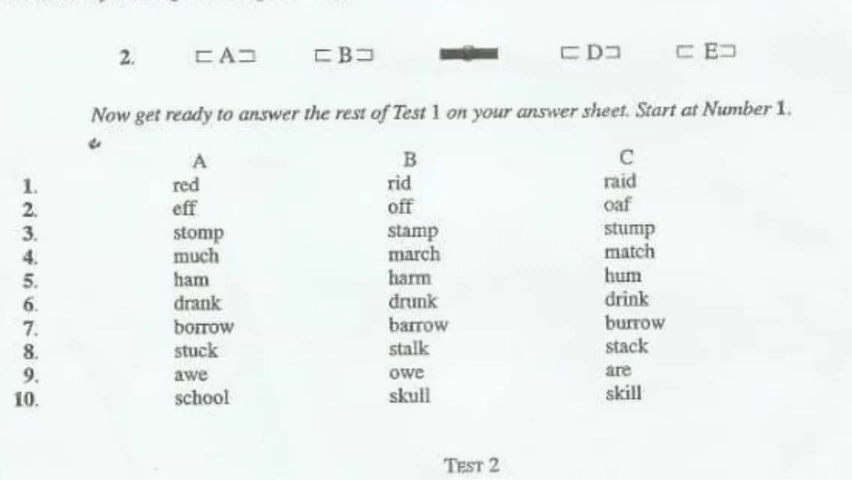 2. A B D E
Now get ready to answer the rest of Test 1 on your answer sheet. Start at Number 1.
A B C
1. red rid raid
2. eff off oaf
3. stomp stamp stump
4. much march match
5. ham harm hum
6. drank drunk drink
7. borrow barrow burrow
8. stuck stalk stack
9. awe owe are
10. school skull skill
TEST 2